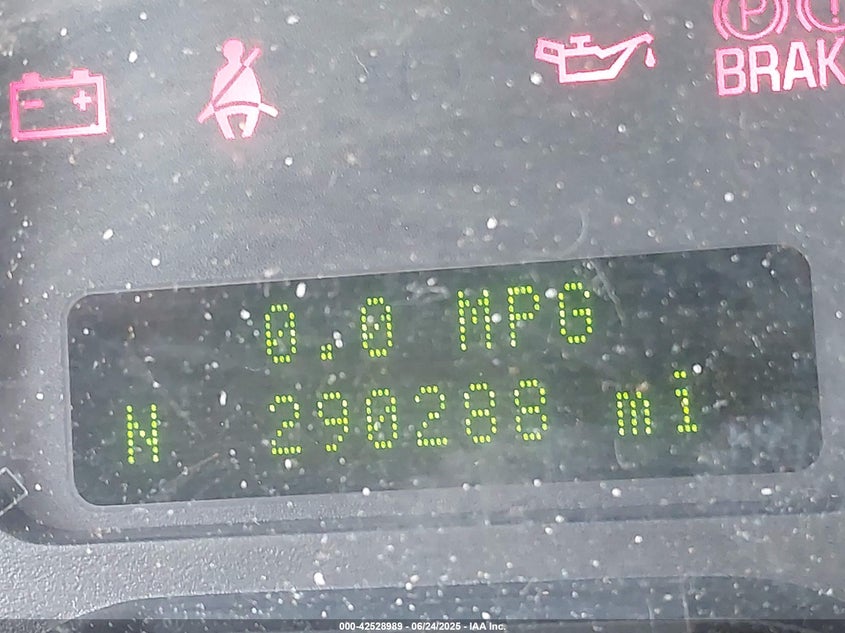 BRAK
0.0 MPG
N 290288 mi
000-42528989 - 06/24/2025 - IAA Inc.